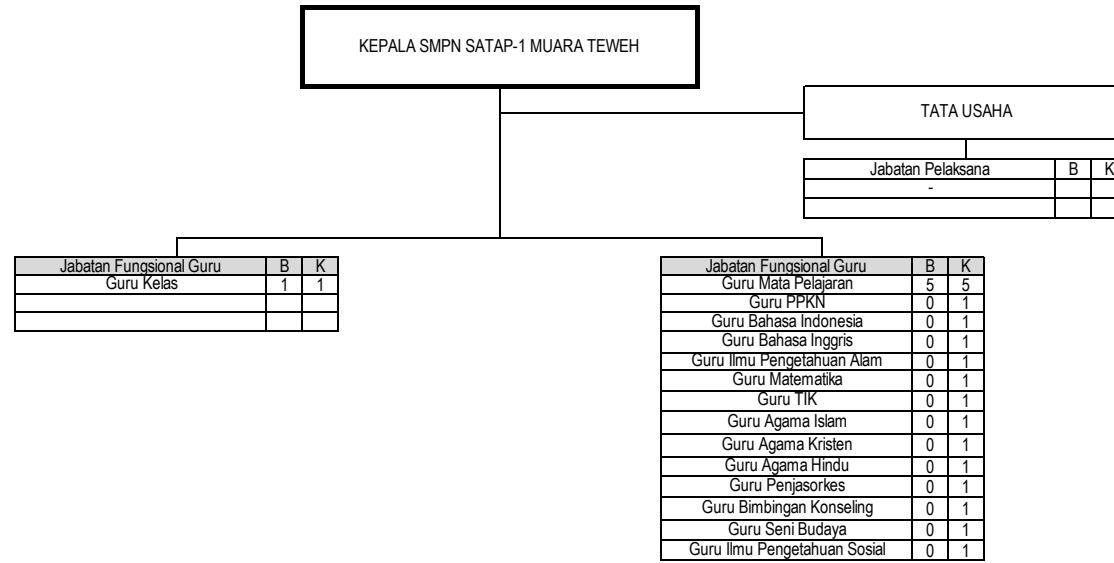 KEPALA SMPN SATAP-1 MUARA TEWEH
TATA USAHA
Jabatan Pelaksana B K
-
Jabatan Fungsional Guru B K
Guru Kelas 1 1
Jabatan Fungsional Guru B K
Guru Mata Pelajaran 5 5
Guru PPKN 0 1
Guru Bahasa Indonesia 0 1
Guru Bahasa Inggris 0 1
Guru Ilmu Pengetahuan Alam 0 1
Guru Matematika 0 1
Guru TIK 0 1
Guru Agama Islam 0 1
Guru Agama Kristen 0 1
Guru Agama Hindu 0 1
Guru Penjasorkes 0 1
Guru Bimbingan Konseling 0 1
Guru Seni Budaya 0 1
Guru Ilmu Pengetahuan Sosial 0 1